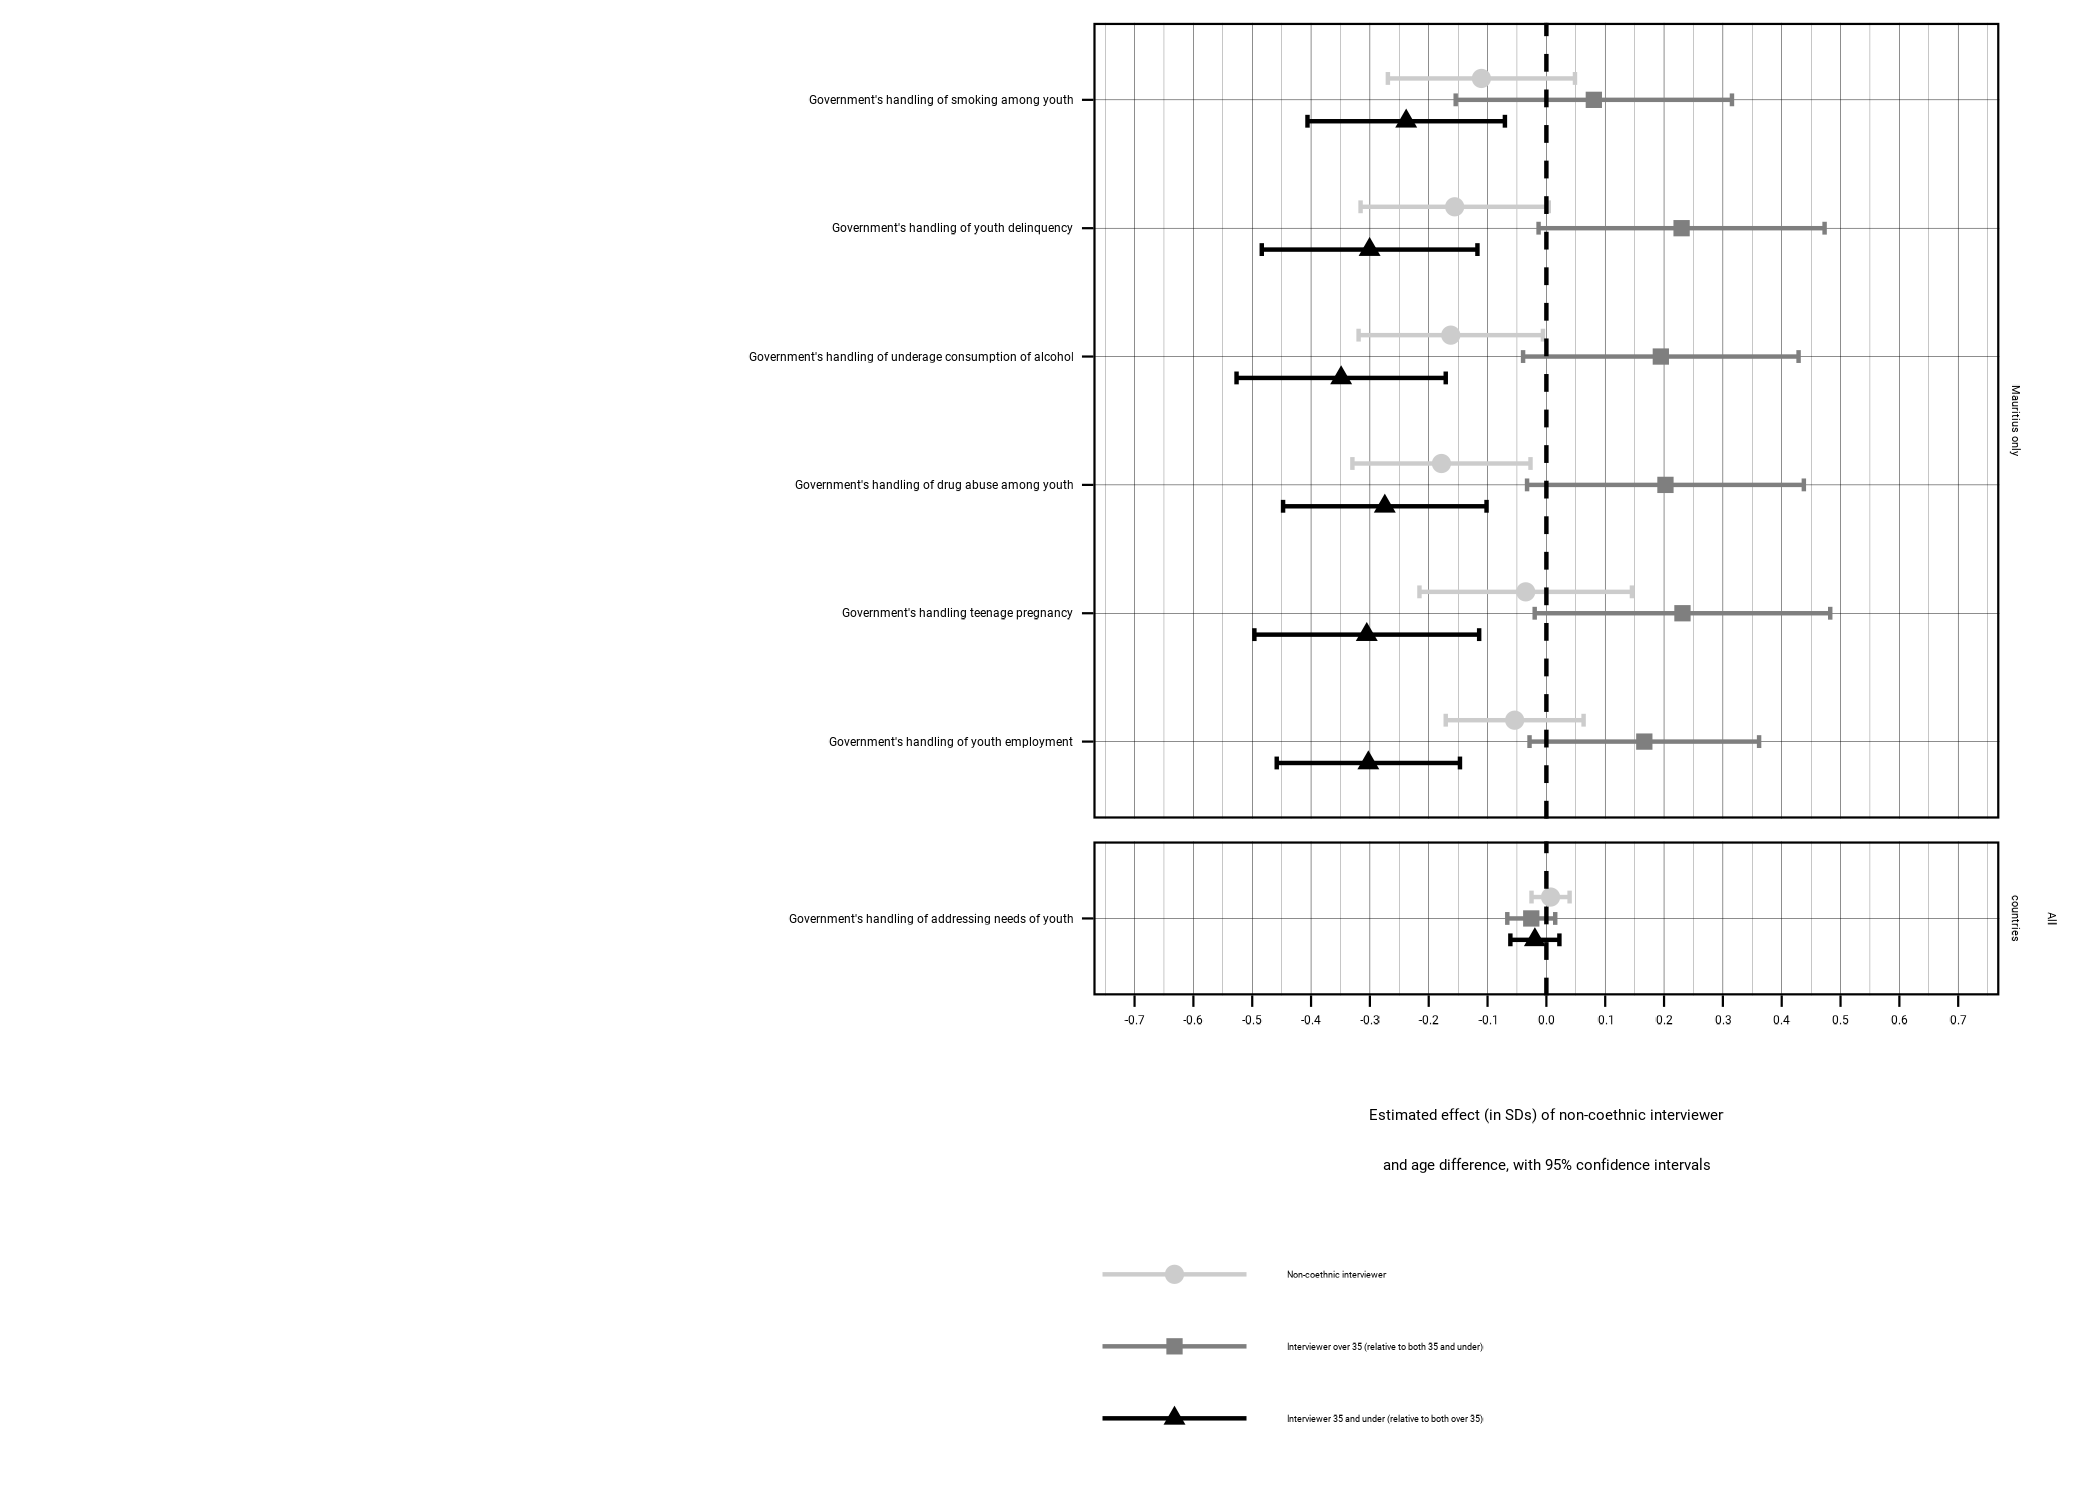 Government's handling of smoking among youth
Government's handling of youth delinquency
Government's handling of underage consumption of alcohol
Government's handling of drug abuse among youth
Government's handling teenage pregnancy
Government's handling of youth employment
Mauritius only
Government's handling of addressing needs of youth
All
countries
-0.7 -0.6 -0.5 -0.4 -0.3 -0.2 -0.1 0.0 0.1 0.2 0.3 0.4 0.5 0.6 0.7
Estimated effect (in SDs) of non-coethnic interviewer
and age difference, with 95% confidence intervals
Non-coethnic interviewer
Interviewer over 35 (relative to both 35 and under)
Interviewer 35 and under (relative to both over 35)